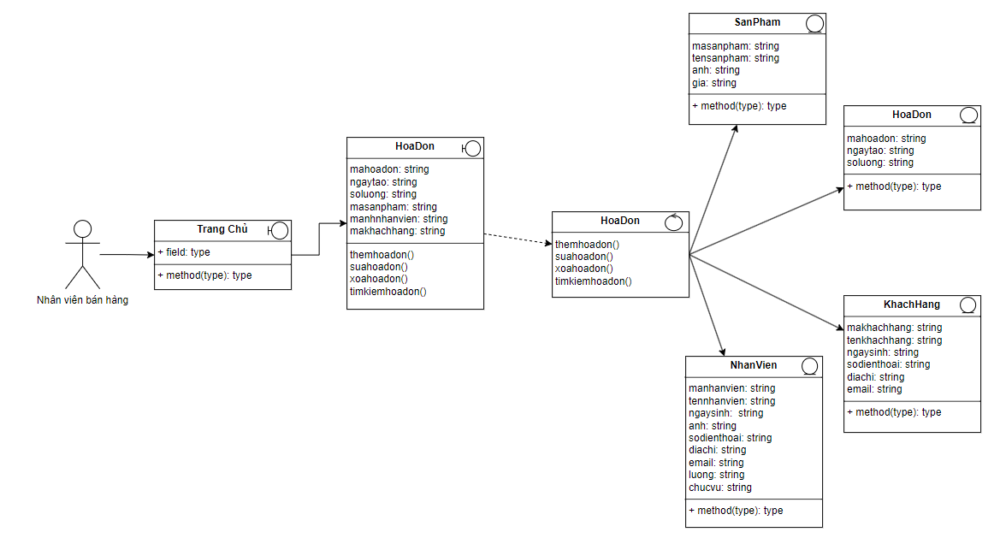 Nhân viên bán hàng
Trang Chủ
+ field: type
+ method(type): type
HoaDon
mahoadon: string
ngaytao: string
soluong: string
masanpham: string
manhnhanvien: string
makhachhang: string
themhoadon()
suahoadon()
xoahoadon()
timkiemhoadon()
HoaDon
themhoadon()
suahoadon()
xoahoadon()
timkiemhoadon()
SanPham
masanpham: string
tensanpham: string
anh: string
gia: string
+ method(type): type
HoaDon
mahoadon: string
ngaytao: string
soluong: string
+ method(type): type
KhachHang
makhachhang: string
tenkhachhang: string
ngaysinh: string
sodienthoai: string
diachi: string
email: string
+ method(type): type
NhanVien
manhanvien: string
tennhanvien: string
ngaysinh:  string
anh: string
sodienthoai: string
diachi: string
email: string
luong: string
chucvu: string
+ method(type): type